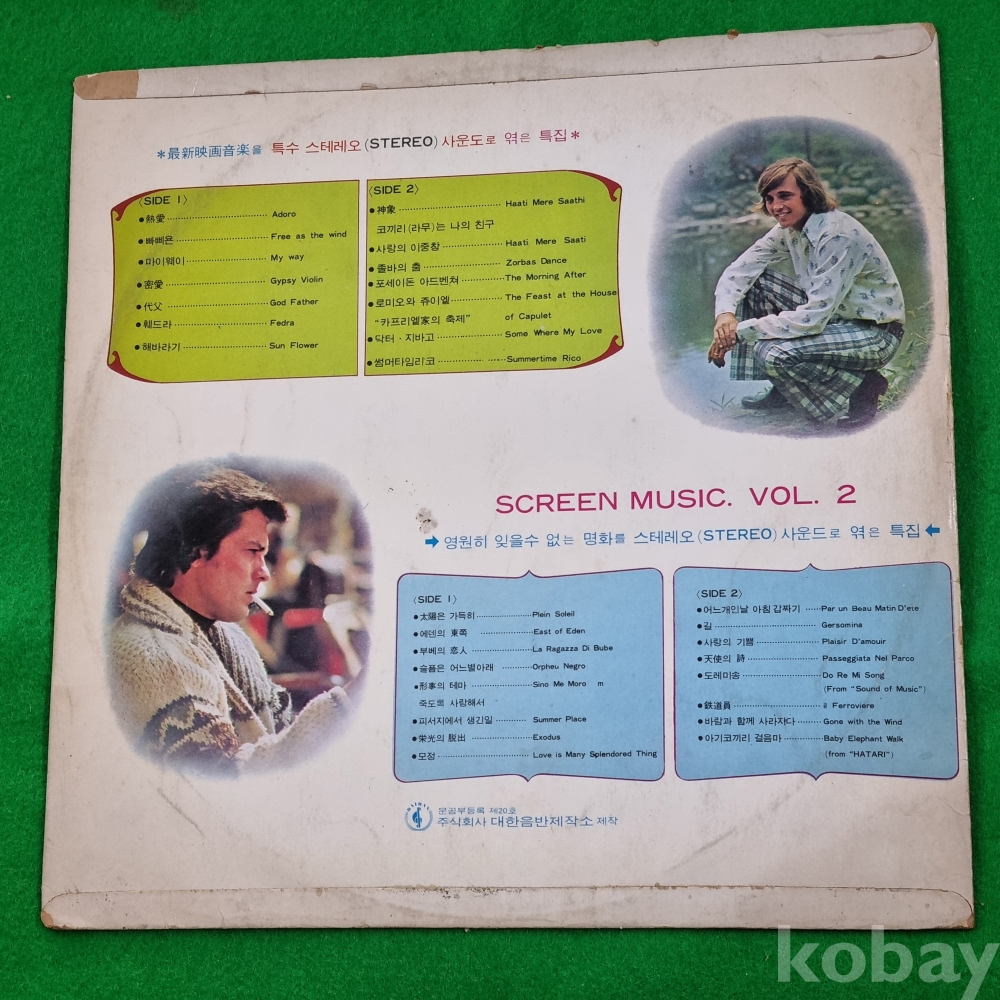 *最新映画音楽을 특수 스테레오(STEREO) 사운도로 엮은 특집*
〈SIDE 1〉
●熱愛 Adoro
●빠삐욘 Free as the wind
●마이웨이 My way
●密愛 Gypsy Violin
●代父 God Father
●훼드라 Fedra
●해바라기 Sun Flower
〈SIDE 2〉
●神象 Haati Mere Saathi
코끼리 (라무)는 나의 친구
●사랑의 이중창 Haati Mere Saati
●졸바의 춤 Zorbas Dance
●포세이돈 아드벤쳐 The Morning After
●로미오와 쥬이엘 The Feast at the House
“카프리엘家의 축제” of Capulet
●닥터·지바고 Some Where My Love
●썸머타임리코 Summertime Rico
SCREEN MUSIC. VOL. 2
➡영원히 잊을수 없는 명화를 스테레오(STEREO)사운드로 엮은 특집⬅
〈SIDE 1〉
●太陽은 가득히 Plein Soleil
●에덴의 東쪽 East of Eden
●부베의 恋人 La Ragazza Di Bube
●슬픔은 어느별아래 Orpheu Negro
●形事의 테마 Sino Me Moro m
죽도록 사랑해서
●피서지에서 생긴일 Summer Place
●栄光의 脱出 Exodus
●모정 Love is Many Splendored Thing
〈SIDE 2〉
●어느개인날 아침 갑짜기 Par un Beau Matin D'ete
●길 Gersomina
●사랑의 기쁨 Plaisir D'amouir
●天使의 詩 Passeggiata Nel Parco
●도레미송 Do Re Mi Song
(From “Sound of Music”)
●鉄道員 il Ferroviere
●바람과 함께 사라지다 Gone with the Wind
●아기코끼리 걸음마 Baby Elephant Walk
(from “HATARI”)
문공부등록 제20호
주식회사 대한음반제작소 제작
kobay